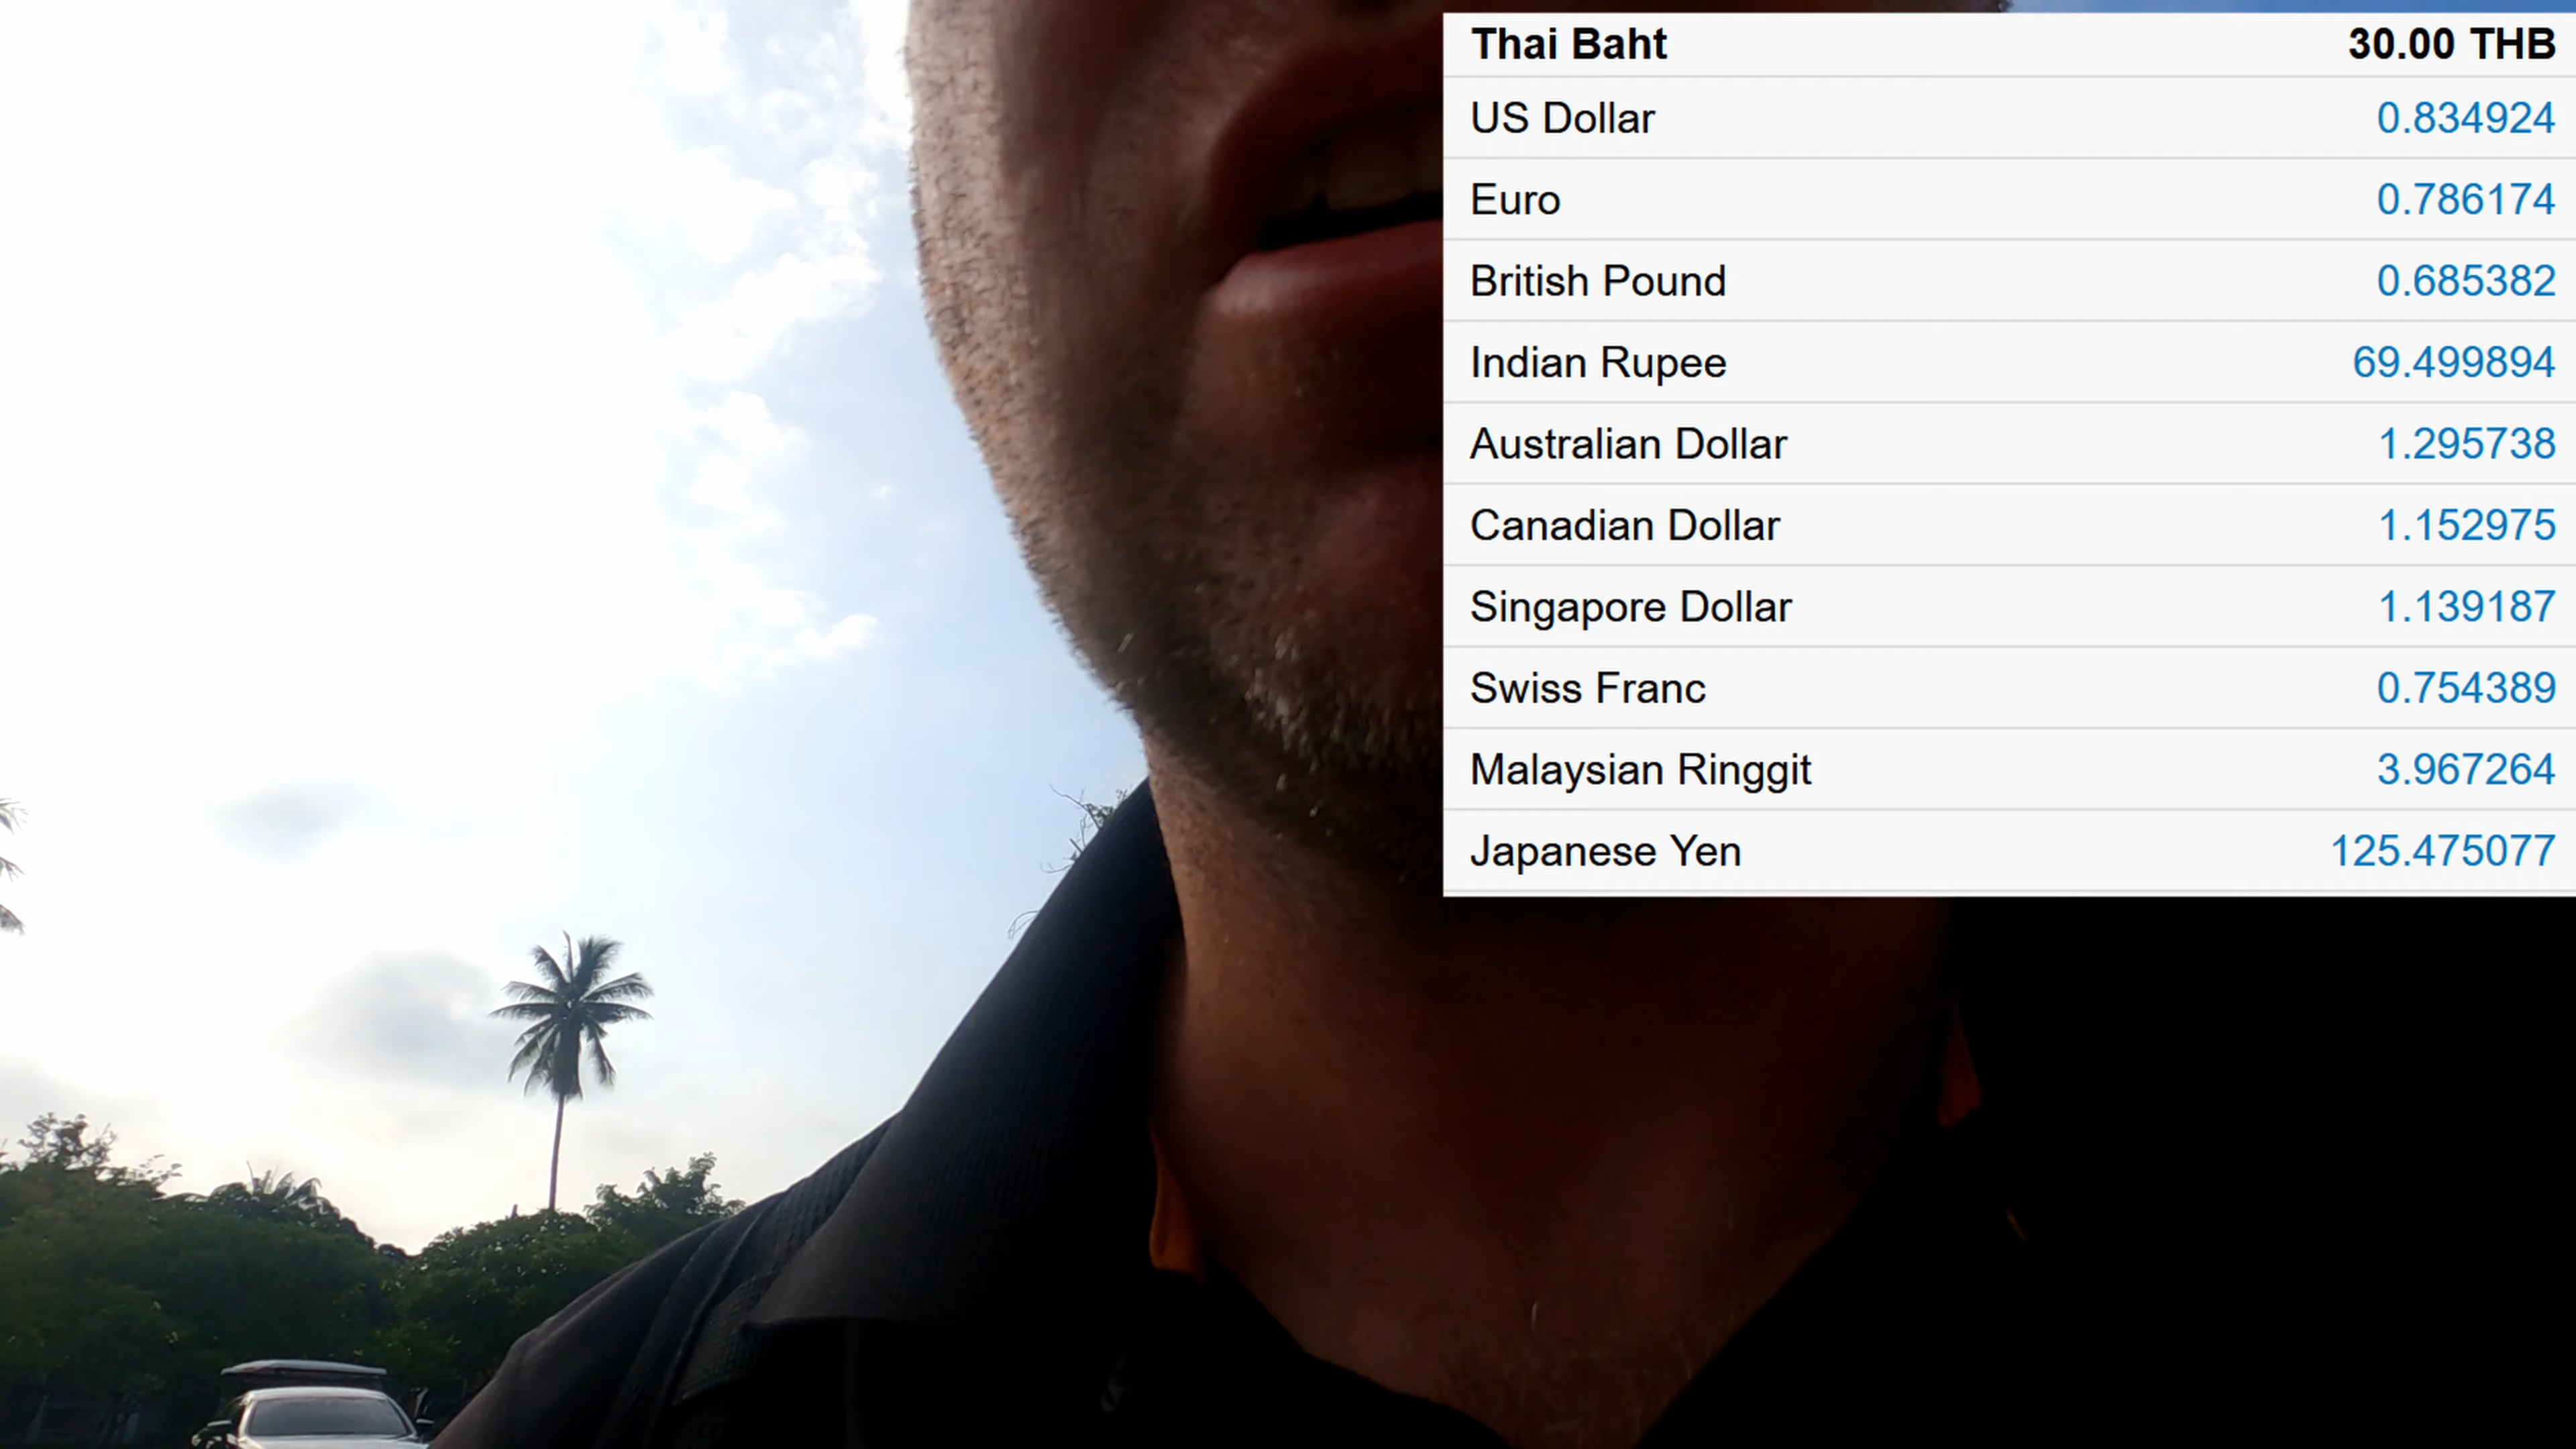 Thai Baht 30.00 THB
US Dollar 0.834924
Euro 0.786174
British Pound 0.685382
Indian Rupee 69.499894
Australian Dollar 1.295738
Canadian Dollar 1.152975
Singapore Dollar 1.139187
Swiss Franc 0.754389
Malaysian Ringgit 3.967264
Japanese Yen 125.475077